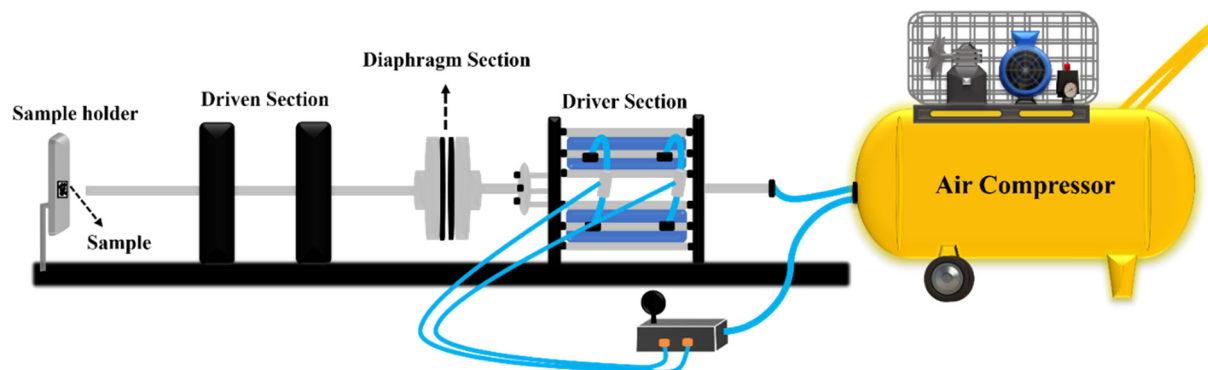 Diaphragm Section
Driven Section
Driver Section
Sample holder
Air Compressor
Sample